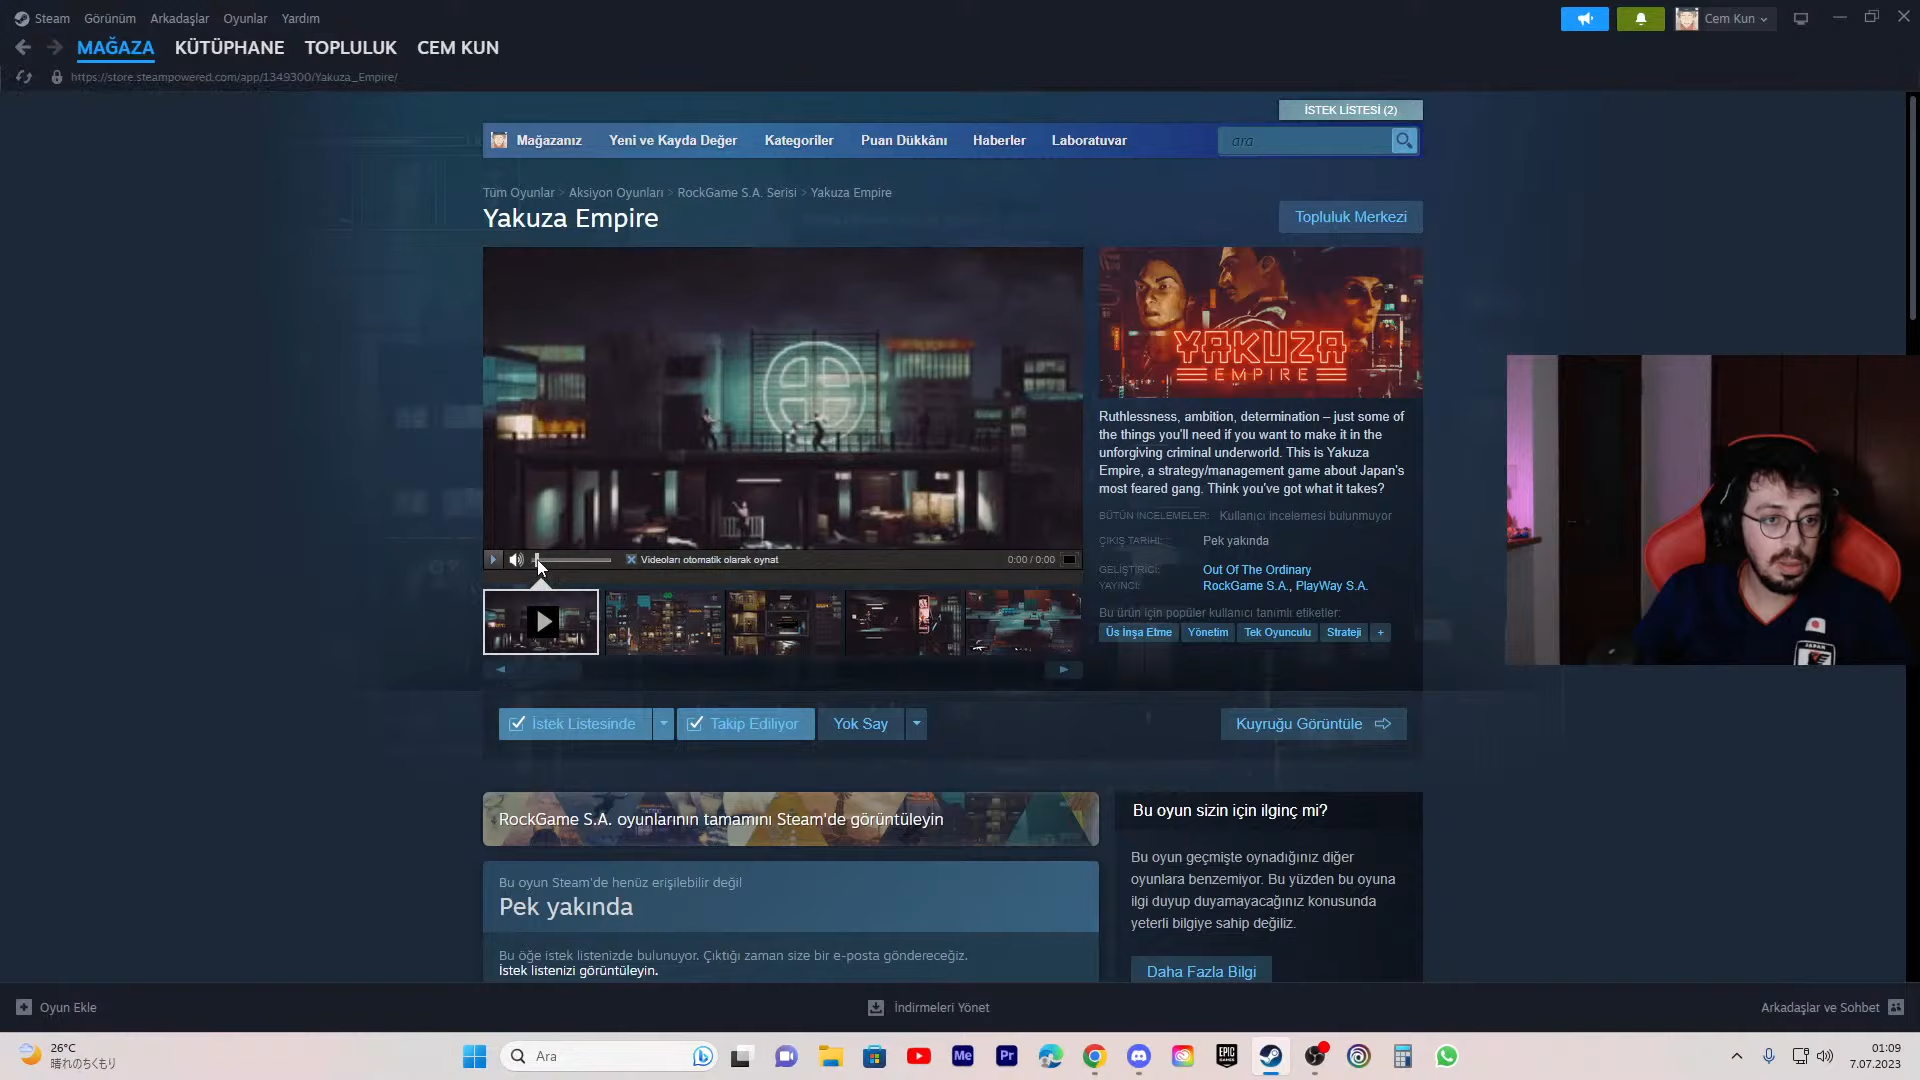 Steam Görünüm Arkadaşlar Oyunlar Yardım
Cem Kun
MAĞAZA KÜTÜPHANE TOPLULUK CEM KUN
https://store.steampowered.com/app/1349300/Yakuza_Empire/
İSTEK LİSTESİ (2)
Mağazanız Yeni ve Kayda Değer Kategoriler Puan Dükkânı Haberler Laboratuvar
ara
Tüm Oyunlar > Aksiyon Oyunları > RockGame S.A. Serisi > Yakuza Empire
Yakuza Empire
Topluluk Merkezi
YAKUZA
EMPIRE
Ruthlessness, ambition, determination – just some of
the things you'll need if you want to make it in the
unforgiving criminal underworld. This is Yakuza
Empire, a strategy/management game about Japan's
most feared gang. Think you've got what it takes?
BÜTÜN İNCELEMELER: Kullanıcı incelemesi bulunmuyor
ÇIKIŞ TARİHİ: Pek yakında
GELİŞTİRİCİ: Out Of The Ordinary
YAYINCI: RockGame S.A., PlayWay S.A.
Bu ürün için popüler kullanıcı tanımlı etiketler:
Üs İnşa Etme Yönetim Tek Oyunculu Strateji +
Videoları otomatik olarak oynat
0:00 / 0:00
JAPAN
İstek Listesinde Takip Ediliyor Yok Say
Kuyruğu Görüntüle
RockGame S.A. oyunlarının tamamını Steam'de görüntüleyin
Bu oyun Steam'de henüz erişilebilir değil
Pek yakında
Bu öğe istek listenizde bulunuyor. Çıktığı zaman size bir e-posta göndereceğiz.
İstek listenizi görüntüleyin.
Bu oyun sizin için ilginç mi?
Bu oyun geçmişte oynadığınız diğer
oyunlara benzemiyor. Bu yüzden bu oyuna
ilgi duyup duyamayacağınız konusunda
yeterli bilgiye sahip değiliz.
Daha Fazla Bilgi
Oyun Ekle
İndirmeleri Yönet
Arkadaşlar ve Sohbet
26°C
晴れのちくもり
Ara
Me
Pr
EPIC
GAMES
01:09
7.07.2023